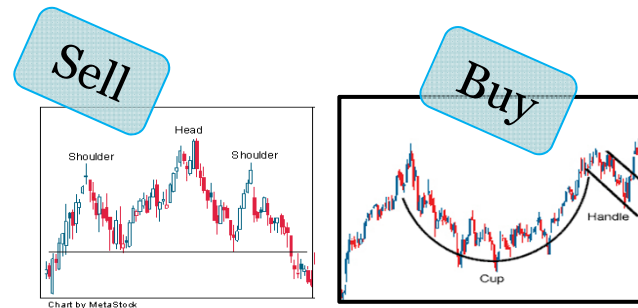 Sell
Head
Shoulder
Shoulder
Chart by MetaStock
Buy
Handle
Cup